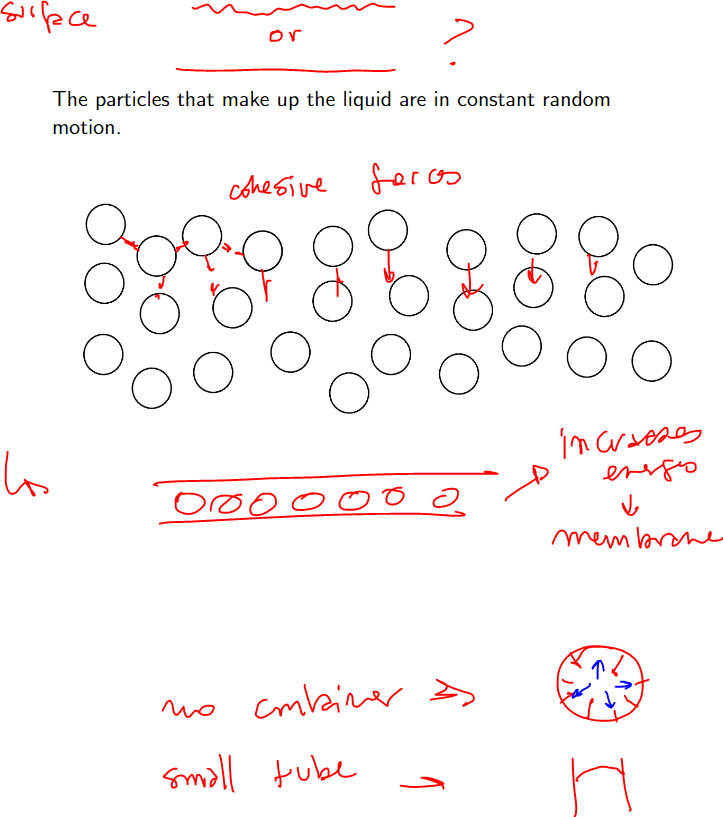 surface
or
?
The particles that make up the liquid are in constant random
motion.
cohesive forces
increases
energy
membrane
no container
small tube